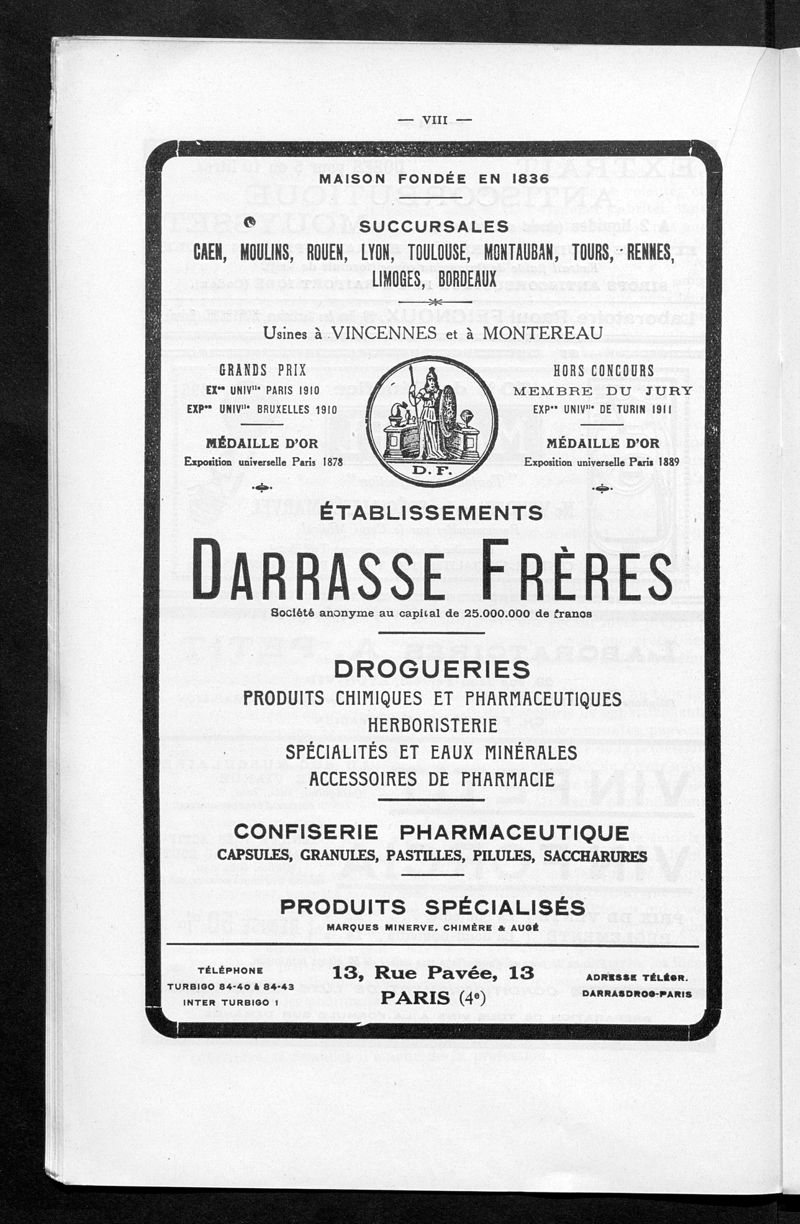 — VIII —
MAISON FONDÉE EN 1836
SUCCURSALES
CAEN, MOULINS, ROUEN, LYON, TOULOUSE, MONTAUBAN, TOURS, RENNES,
LIMOGES, BORDEAUX
Usines à VINCENNES et à MONTEREAU
GRANDS PRIX
EXᵒⁿ UNIVˡˡᵉ PARIS 1910
EXPᵒⁿ UNIVˡˡᵉ BRUXELLES 1910
MÉDAILLE D'OR
Exposition universelle Paris 1878
D. F.
HORS CONCOURS
MEMBRE DU JURY
EXPᵒⁿ UNIVˡˡᵉ DE TURIN 1911
MÉDAILLE D'OR
Exposition universelle Paris 1889
ÉTABLISSEMENTS
DARRASSE FRÈRES
Société anonyme au capital de 25.000.000 de francs
DROGUERIES
PRODUITS CHIMIQUES ET PHARMACEUTIQUES
HERBORISTERIE
SPÉCIALITÉS ET EAUX MINÉRALES
ACCESSOIRES DE PHARMACIE
CONFISERIE PHARMACEUTIQUE
CAPSULES, GRANULES, PASTILLES, PILULES, SACCHARURES
PRODUITS SPÉCIALISÉS
MARQUES MINERVE, CHIMÈRE & AUGÉ
TÉLÉPHONE
TURBIGO 84-40 à 84-43
INTER TURBIGO 1
13, Rue Pavée, 13
PARIS (4ᵉ)
ADRESSE TÉLÉGR.
DARRASDROG-PARIS